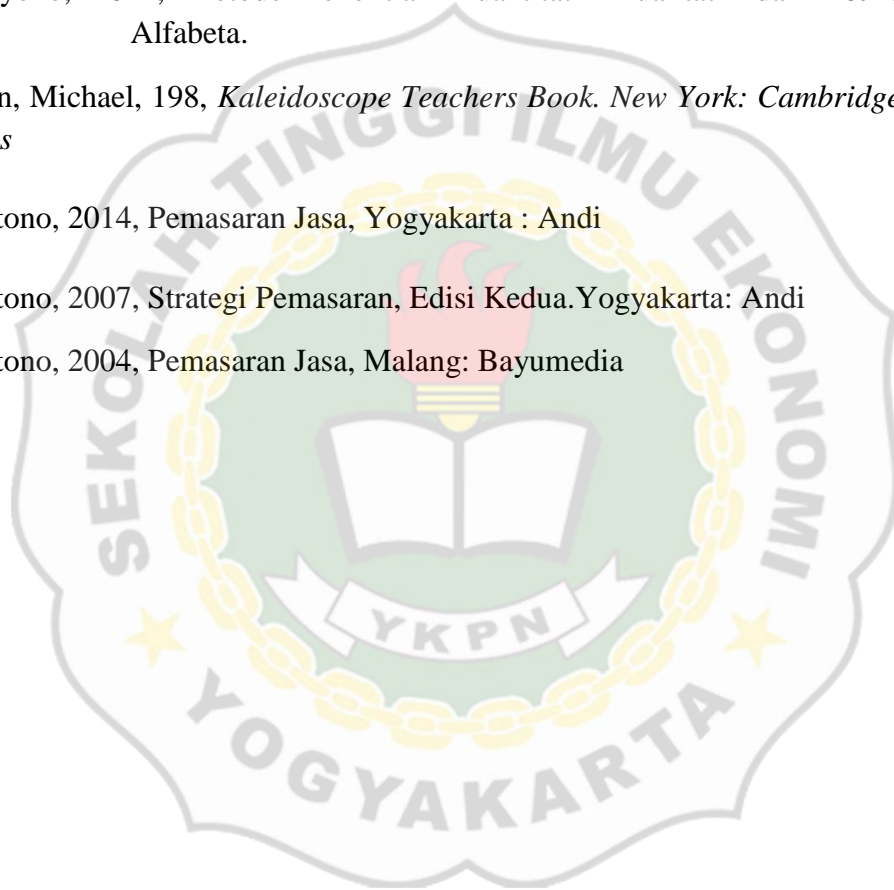 Alfabeta.
n, Michael, 198, Kaleidoscope Teachers Book. New York: Cambridge
s
tono, 2014, Pemasaran Jasa, Yogyakarta : Andi
tono, 2007, Strategi Pemasaran, Edisi Kedua.Yogyakarta: Andi
tono, 2004, Pemasaran Jasa, Malang: Bayumedia
SEKOLAH TINGGI ILMU EKONOMI
YKPN
YOGYAKARTA